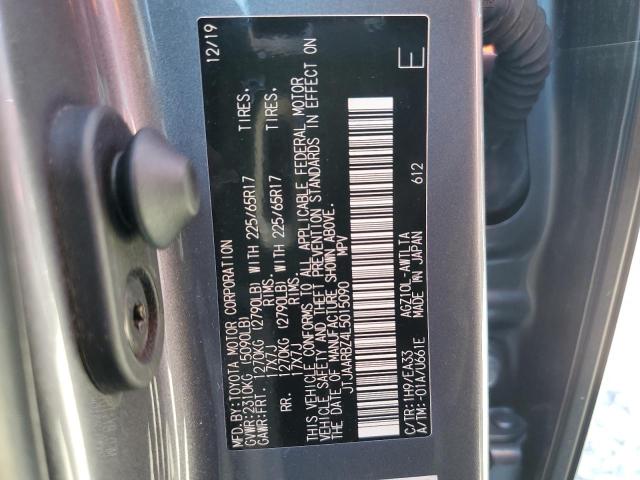 MFD.BY:TOYOTA MOTOR CORPORATION 12/19
GVWR:2310KG (5090LB)
GAWR:FRT. 1270KG (2790LB) WITH 225/65R17 TIRES.
17X7J RIMS.
RR. 1270KG (2790LB) WITH 225/65R17 TIRES.
17X7J RIMS.
THIS VEHICLE CONFORMS TO ALL APPLICABLE FEDERAL MOTOR
VEHICLE SAFETY AND THEFT PREVENTION STANDARDS IN EFFECT ON
THE DATE OF MANUFACTURE SHOWN ABOVE.
JTJAARBZ4L5015090 MPV
E
C/TR:1H9/EA33 AGZ10L-AWTLTA
A/TM:-01A/U661E MADE IN JAPAN 612